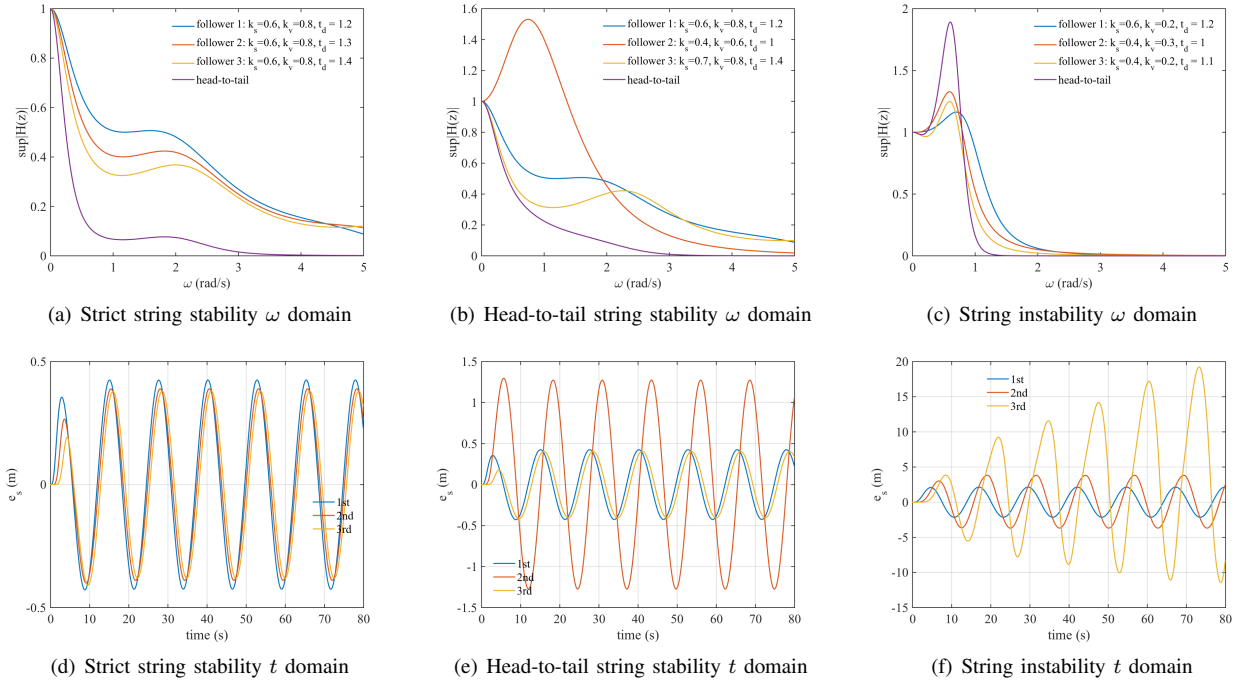 follower 1: k_s=0.6, k_v=0.8, t_d = 1.2
follower 2: k_s=0.6, k_v=0.8, t_d = 1.3
follower 3: k_s=0.6, k_v=0.8, t_d = 1.4
head-to-tail
sup|H(z)|
1
0.8
0.6
0.4
0.2
0
0 1 2 3 4 5
ω (rad/s)
(a) Strict string stability ω domain
follower 1: k_s=0.6, k_v=0.8, t_d = 1.2
follower 2: k_s=0.4, k_v=0.6, t_d = 1
follower 3: k_s=0.7, k_v=0.8, t_d = 1.4
head-to-tail
sup|H(z)|
1.6
1.4
1.2
1
0.8
0.6
0.4
0.2
0
0 1 2 3 4 5
ω (rad/s)
(b) Head-to-tail string stability ω domain
follower 1: k_s=0.6, k_v=0.2, t_d = 1.2
follower 2: k_s=0.4, k_v=0.3, t_d = 1
follower 3: k_s=0.4, k_v=0.2, t_d = 1.1
head-to-tail
sup|H(z)|
2
1.5
1
0.5
0
0 1 2 3 4 5
ω (rad/s)
(c) String instability ω domain
e_s (m)
0.5
0
-0.5
1st
2nd
3rd
0 10 20 30 40 50 60 70 80
time (s)
(d) Strict string stability t domain
e_s (m)
1.5
1
0.5
0
-0.5
-1
-1.5
1st
2nd
3rd
0 10 20 30 40 50 60 70 80
time (s)
(e) Head-to-tail string stability t domain
e_s (m)
20
15
10
5
0
-5
-10
-15
1st
2nd
3rd
0 10 20 30 40 50 60 70 80
time (s)
(f) String instability t domain